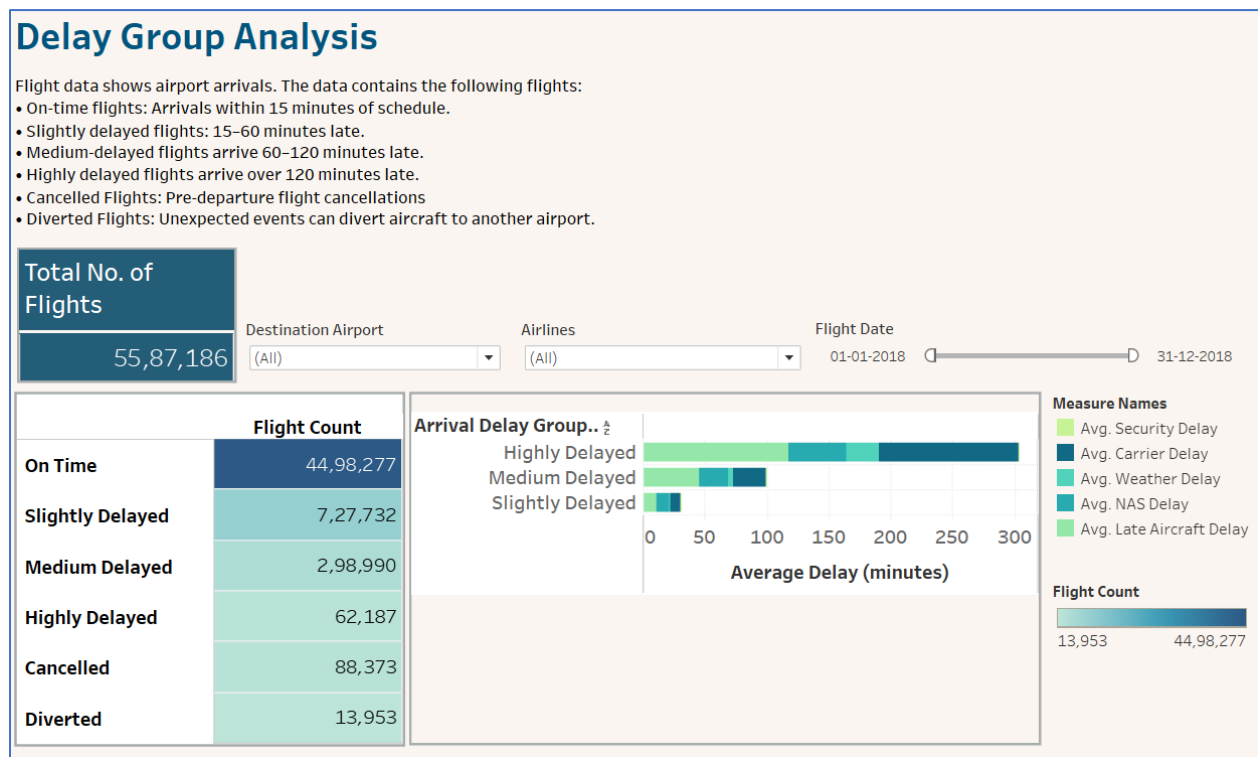 Delay Group Analysis
Flight data shows airport arrivals. The data contains the following flights:
• On-time flights: Arrivals within 15 minutes of schedule.
• Slightly delayed flights: 15–60 minutes late.
• Medium-delayed flights arrive 60–120 minutes late.
• Highly delayed flights arrive over 120 minutes late.
• Cancelled Flights: Pre-departure flight cancellations
• Diverted Flights: Unexpected events can divert aircraft to another airport.
Total No. of
Flights
55,87,186
Destination Airport
(All)
Airlines
(All)
Flight Date
01-01-2018
31-12-2018
Flight Count
On Time 44,98,277
Slightly Delayed 7,27,732
Medium Delayed 2,98,990
Highly Delayed 62,187
Cancelled 88,373
Diverted 13,953
Arrival Delay Group..
Highly Delayed
Medium Delayed
Slightly Delayed
0 50 100 150 200 250 300
Average Delay (minutes)
Measure Names
Avg. Security Delay
Avg. Carrier Delay
Avg. Weather Delay
Avg. NAS Delay
Avg. Late Aircraft Delay
Flight Count
13,953 44,98,277